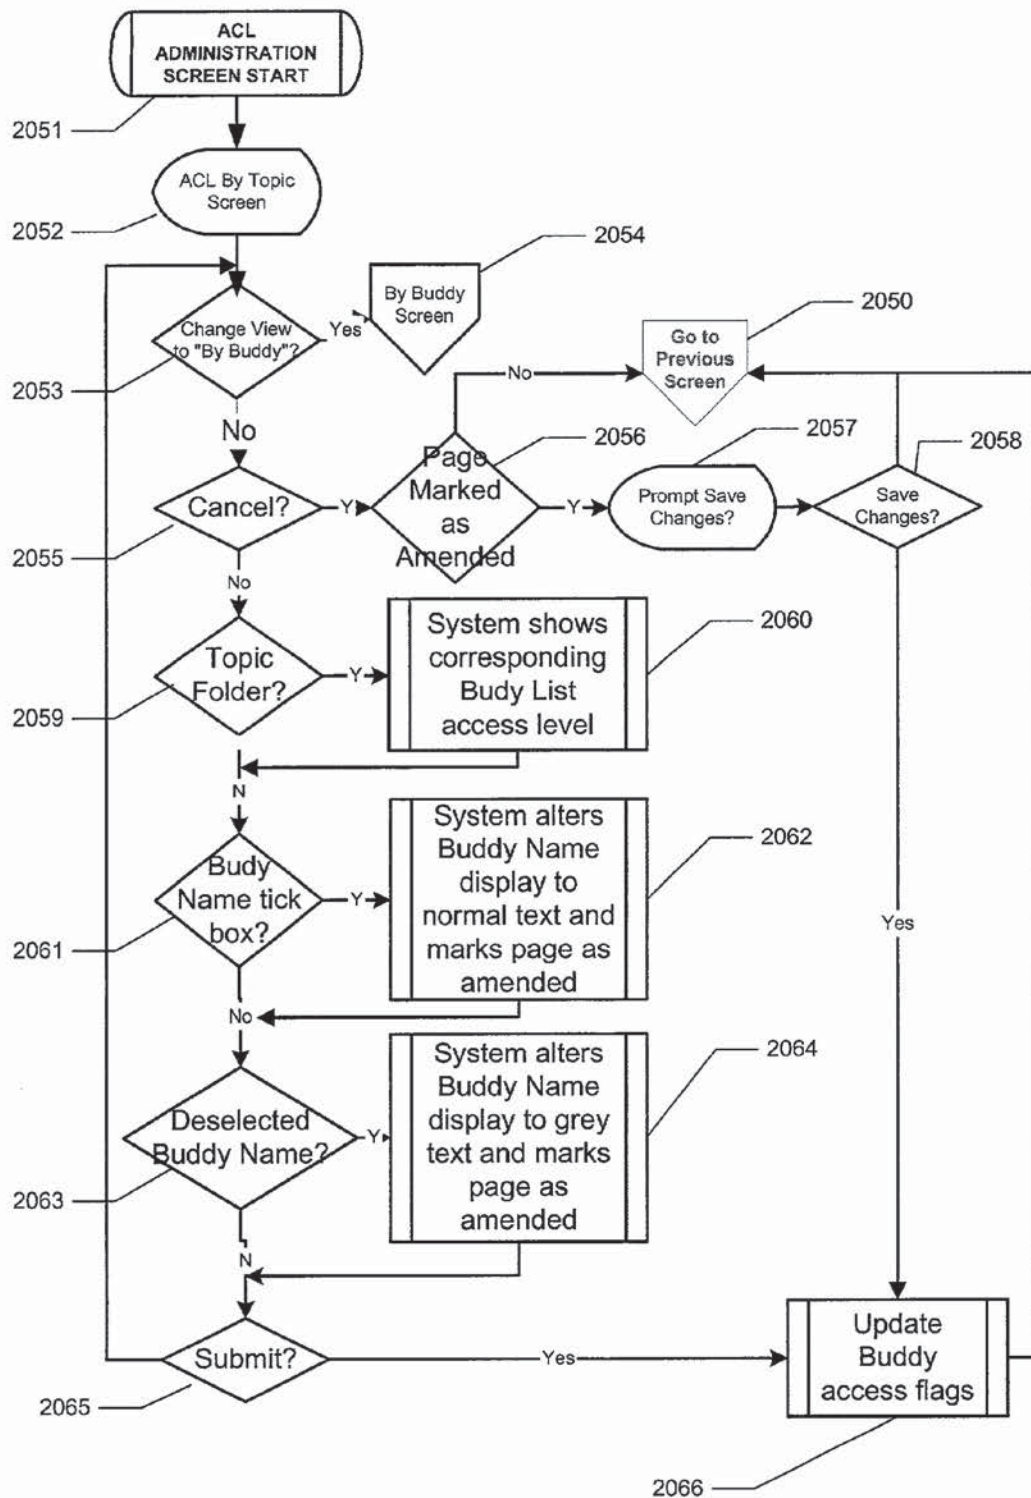 ACL
ADMINISTRATION
SCREEN START
2051
ACL By Topic
Screen
2052
2054
By Buddy
Screen
Change View
to "By Buddy"?
Yes
2053
2050
Go to
Previous
Screen
No
No
2056
2057
2058
Cancel?
Y
Page
Marked
as
Amended
Y
Prompt Save
Changes?
Save
Changes?
2055
No
Topic
Folder?
Y
System shows
corresponding
Budy List
access level
2060
2059
N
Budy
Name tick
box?
Y
System alters
Buddy Name
display to
normal text and
marks page as
amended
2062
2061
Yes
No
Deselected
Buddy Name?
Y
System alters
Buddy Name
display to grey
text and marks
page as
amended
2064
2063
N
Submit?
Yes
Update
Buddy
access flags
2065
2066